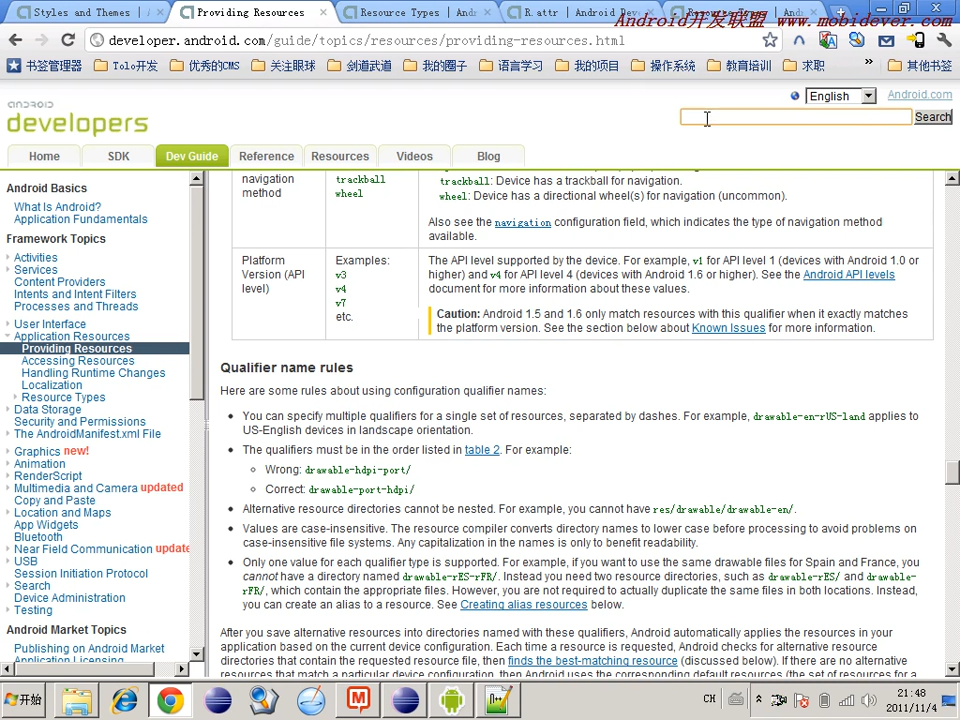 Styles and Themes | A
Providing Resources
Resource Types | Andr
R.attr | Android Deve
Android开发联盟 www.mobidever.com
developer.android.com/guide/topics/resources/providing-resources.html
书签管理器 Tolo开发 优秀的CMS 关注眼球 剑道武道 我的圈子 语言学习 我的项目 操作系统 教育培训 求职 » 其他书签
English Android.com
android
developers
Search
Home SDK Dev Guide Reference Resources Videos Blog
Android Basics
What Is Android?
Application Fundamentals
Framework Topics
Activities
Services
Content Providers
Intents and Intent Filters
Processes and Threads
User Interface
Application Resources
Providing Resources
Accessing Resources
Handling Runtime Changes
Localization
Resource Types
Data Storage
Security and Permissions
The AndroidManifest.xml File
Graphics new!
Animation
RenderScript
Multimedia and Camera updated
Copy and Paste
Location and Maps
App Widgets
Bluetooth
Near Field Communication update
USB
Session Initiation Protocol
Search
Device Administration
Testing
Android Market Topics
Publishing on Android Market
Application Licensing
navigation
method
trackball
wheel
trackball: Device has a trackball for navigation.
wheel: Device has a directional wheel(s) for navigation (uncommon).
Also see the navigation configuration field, which indicates the type of navigation method
available.
Platform
Version (API
level)
Examples:
v3
v4
v7
etc.
The API level supported by the device. For example, v1 for API level 1 (devices with Android 1.0 or
higher) and v4 for API level 4 (devices with Android 1.6 or higher). See the Android API levels
document for more information about these values.
Caution: Android 1.5 and 1.6 only match resources with this qualifier when it exactly matches
the platform version. See the section below about Known Issues for more information.
Qualifier name rules
Here are some rules about using configuration qualifier names:
• You can specify multiple qualifiers for a single set of resources, separated by dashes. For example, drawable-en-rUS-land applies to
US-English devices in landscape orientation.
• The qualifiers must be in the order listed in table 2. For example:
Wrong: drawable-hdpi-port/
Correct: drawable-port-hdpi/
• Alternative resource directories cannot be nested. For example, you cannot have res/drawable/drawable-en/.
• Values are case-insensitive. The resource compiler converts directory names to lower case before processing to avoid problems on
case-insensitive file systems. Any capitalization in the names is only to benefit readability.
• Only one value for each qualifier type is supported. For example, if you want to use the same drawable files for Spain and France, you
cannot have a directory named drawable-rES-rFR/. Instead you need two resource directories, such as drawable-rES/ and drawable-
rFR/, which contain the appropriate files. However, you are not required to actually duplicate the same files in both locations. Instead,
you can create an alias to a resource. See Creating alias resources below.
After you save alternative resources into directories named with these qualifiers, Android automatically applies the resources in your
application based on the current device configuration. Each time a resource is requested, Android checks for alternative resource
directories that contain the requested resource file, then finds the best-matching resource (discussed below). If there are no alternative
resources that match a particular device configuration, then Android uses the corresponding default resources (the set of resources for a
开始
CH
21:48
2011/11/4